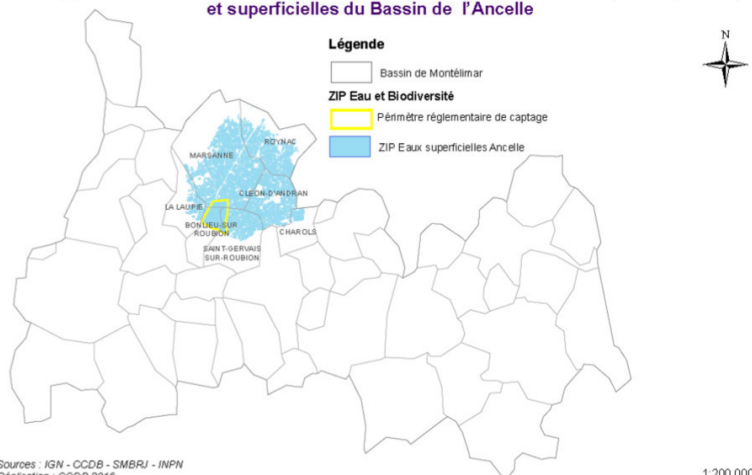 et superficielles du Bassin de l'Ancelle
N
Légende
Bassin de Montélimar
ZIP Eau et Biodiversité
Périmètre réglementaire de captage
ZIP Eaux superficielles Ancelle
ROYNAC
MARSANNE
CLEON-D'ANDRAN
LA LAUPIE
BONLIEU-SUR
ROUBION
CHAROLS
SAINT-GERVAIS
SUR-ROUBION
Sources : IGN - CCDB - SMBRJ - INPN